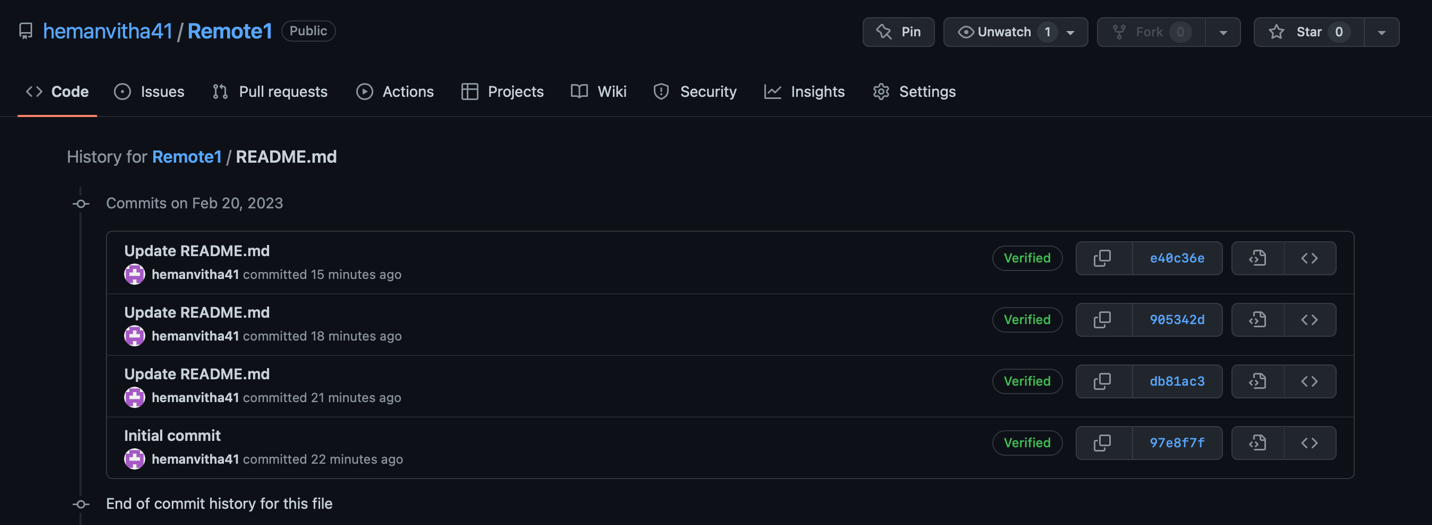 hemanvitha41 / Remote1 Public
Pin
Unwatch 1
Fork 0
Star 0
Code
Issues
Pull requests
Actions
Projects
Wiki
Security
Insights
Settings
History for Remote1 / README.md
Commits on Feb 20, 2023
Update README.md
hemanvitha41 committed 15 minutes ago
Verified
e40c36e
Update README.md
hemanvitha41 committed 18 minutes ago
Verified
905342d
Update README.md
hemanvitha41 committed 21 minutes ago
Verified
db81ac3
Initial commit
hemanvitha41 committed 22 minutes ago
Verified
97e8f7f
End of commit history for this file